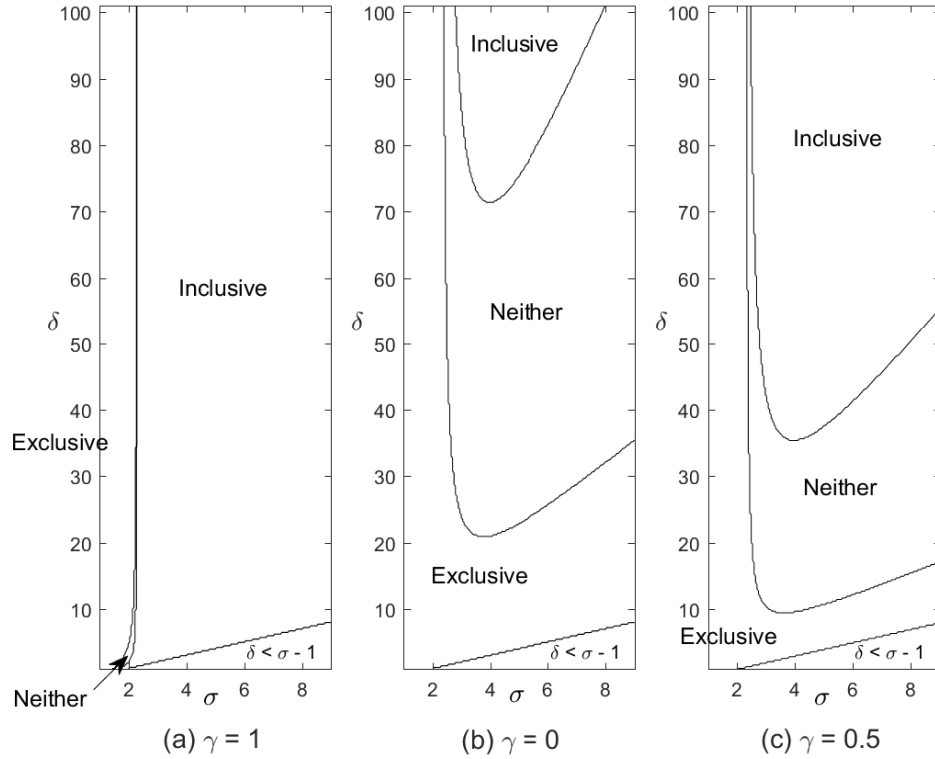 100
90
80
70
60
50
40
30
20
10
δ
Inclusive
Exclusive
Neither
2
4
6
8
σ
δ < σ - 1
(a) γ = 1
100
90
80
70
60
50
40
30
20
10
δ
Inclusive
Neither
Exclusive
δ < σ - 1
2
4
6
8
σ
(b) γ = 0
100
90
80
70
60
50
40
30
20
10
δ
Inclusive
Neither
Exclusive
δ < σ - 1
2
4
6
8
σ
(c) γ = 0.5